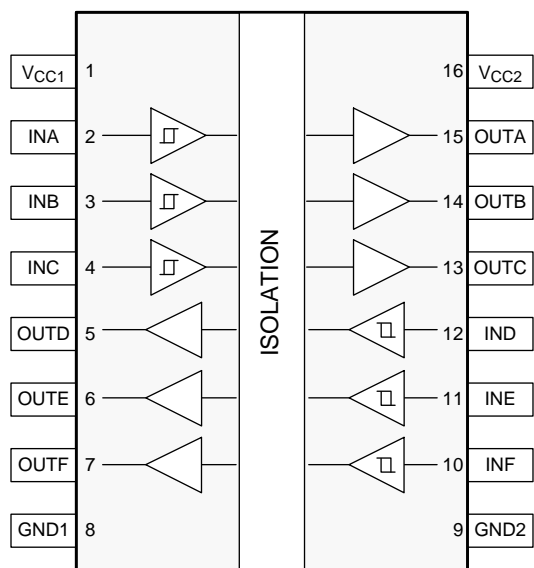 VCC1 1 16 VCC2
INA 2 15 OUTA
INB 3 14 OUTB
INC 4 13 OUTC
OUTD 5 12 IND
OUTE 6 11 INE
OUTF 7 10 INF
GND1 8 9 GND2
ISOLATION